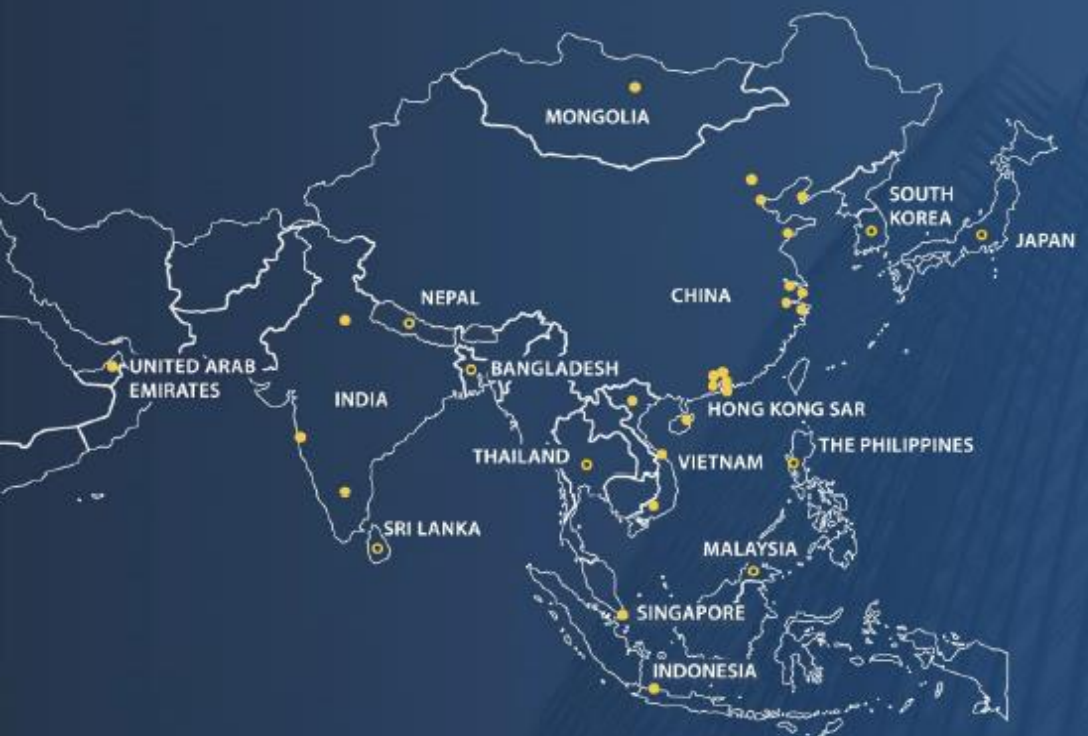 MONGOLIA
SOUTH
KOREA
JAPAN
NEPAL
CHINA
UNITED ARAB
EMIRATES
BANGLADESH
INDIA
HONG KONG SAR
THE PHILIPPINES
THAILAND
VIETNAM
SRI LANKA
MALAYSIA
SINGAPORE
INDONESIA